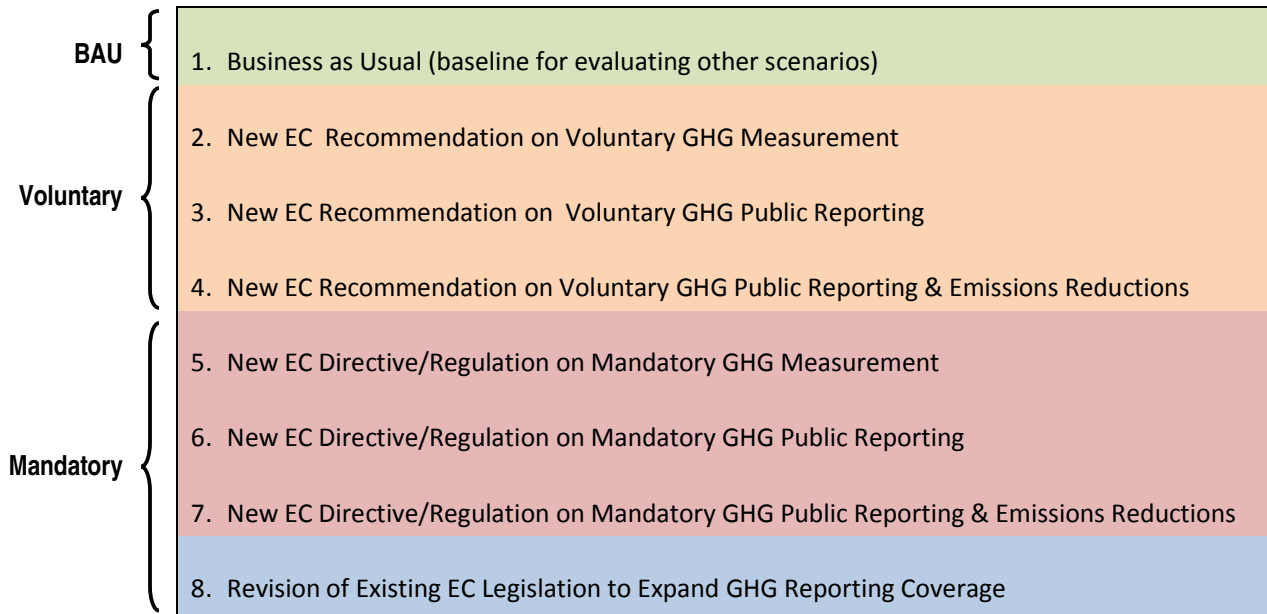 BAU
1. Business as Usual (baseline for evaluating other scenarios)
Voluntary
2. New EC Recommendation on Voluntary GHG Measurement
3. New EC Recommendation on Voluntary GHG Public Reporting
4. New EC Recommendation on Voluntary GHG Public Reporting & Emissions Reductions
Mandatory
5. New EC Directive/Regulation on Mandatory GHG Measurement
6. New EC Directive/Regulation on Mandatory GHG Public Reporting
7. New EC Directive/Regulation on Mandatory GHG Public Reporting & Emissions Reductions
8. Revision of Existing EC Legislation to Expand GHG Reporting Coverage